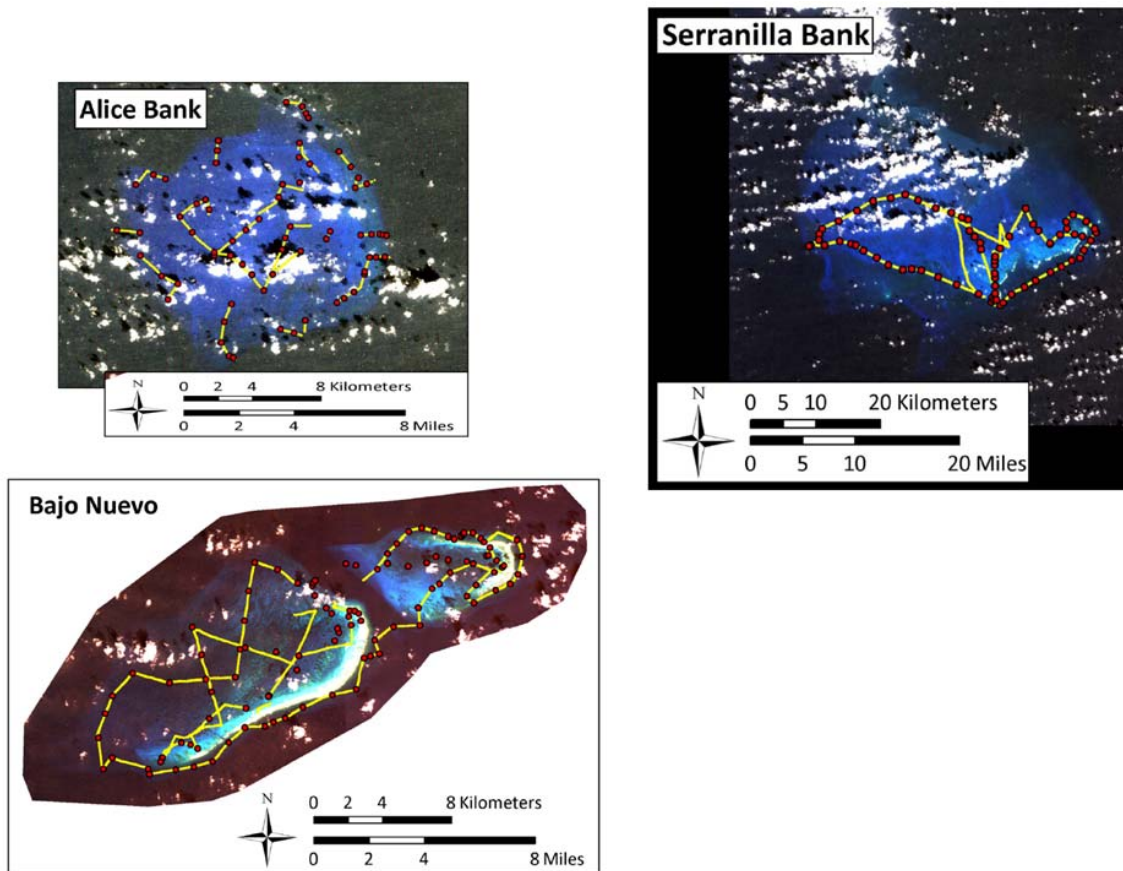 Alice Bank
N
0 2 4 8 Kilometers
0 2 4 8 Miles
Serranilla Bank
N
0 5 10 20 Kilometers
0 5 10 20 Miles
Bajo Nuevo
N
0 2 4 8 Kilometers
0 2 4 8 Miles